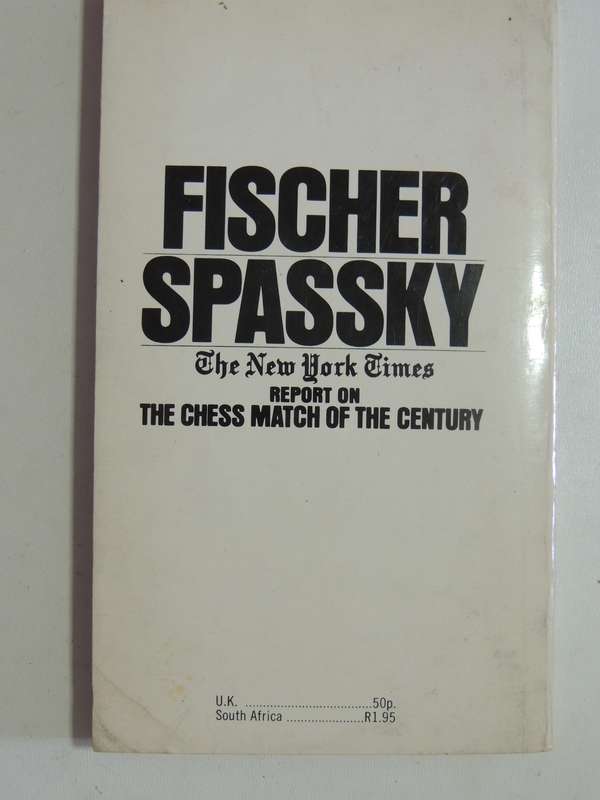 FISCHER
SPASSKY
The New York Times
REPORT ON
THE CHESS MATCH OF THE CENTURY
U.K. ....................................50p.
South Africa ......................R1.95